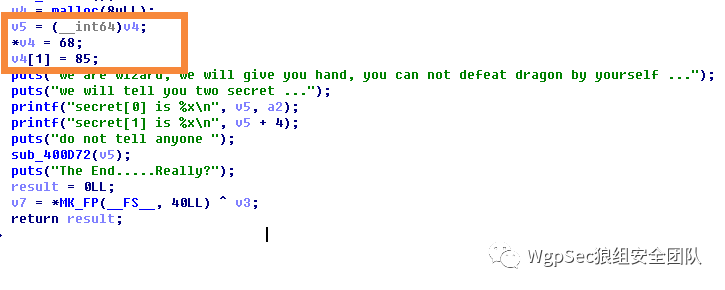 v4 = malloc(8uLL);
v5 = (__int64)v4;
*v4 = 68;
v4[1] = 85;
puts("we are wizard, we will give you hand, you can not defeat dragon by yourself ...");
puts("we will tell you two secret ...");
printf("secret[0] is %x\n", v5, a2);
printf("secret[1] is %x\n", v5 + 4);
puts("do not tell anyone ");
sub_400D72(v5);
puts("The End.....Really?");
result = 0LL;
v7 = *MK_FP(__FS__, 40LL) ^ v3;
return result;
WgpSec狼组安全团队